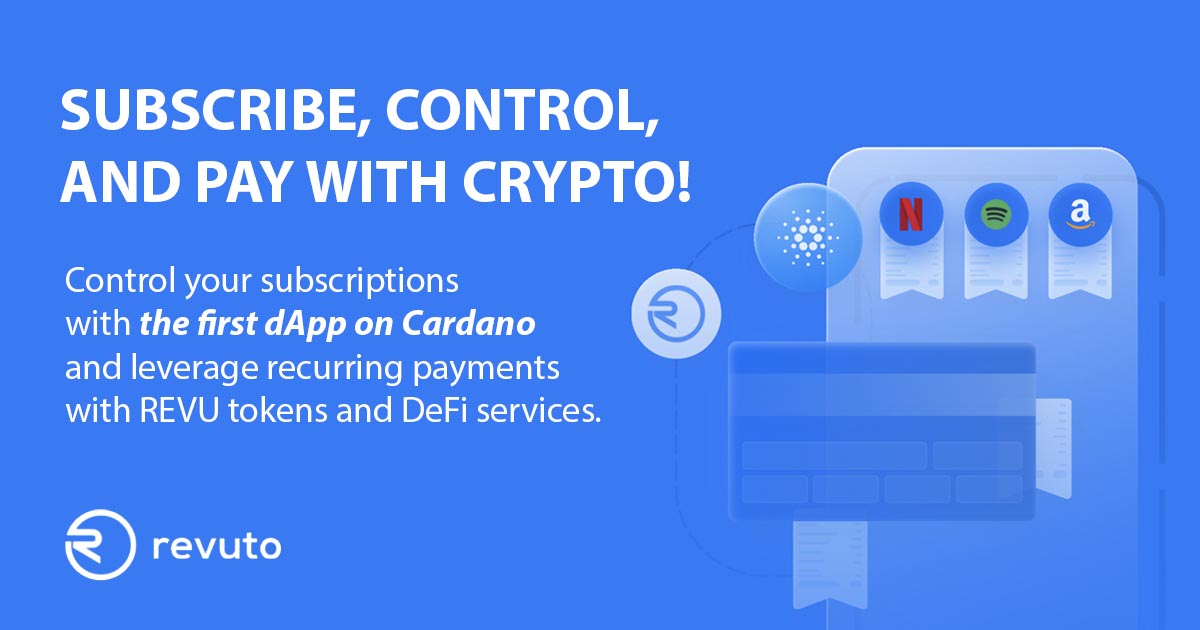 SUBSCRIBE, CONTROL,
AND PAY WITH CRYPTO!
Control your subscriptions
with the first dApp on Cardano
and leverage recurring payments
with REVU tokens and DeFi services.
R revuto
R
N
a